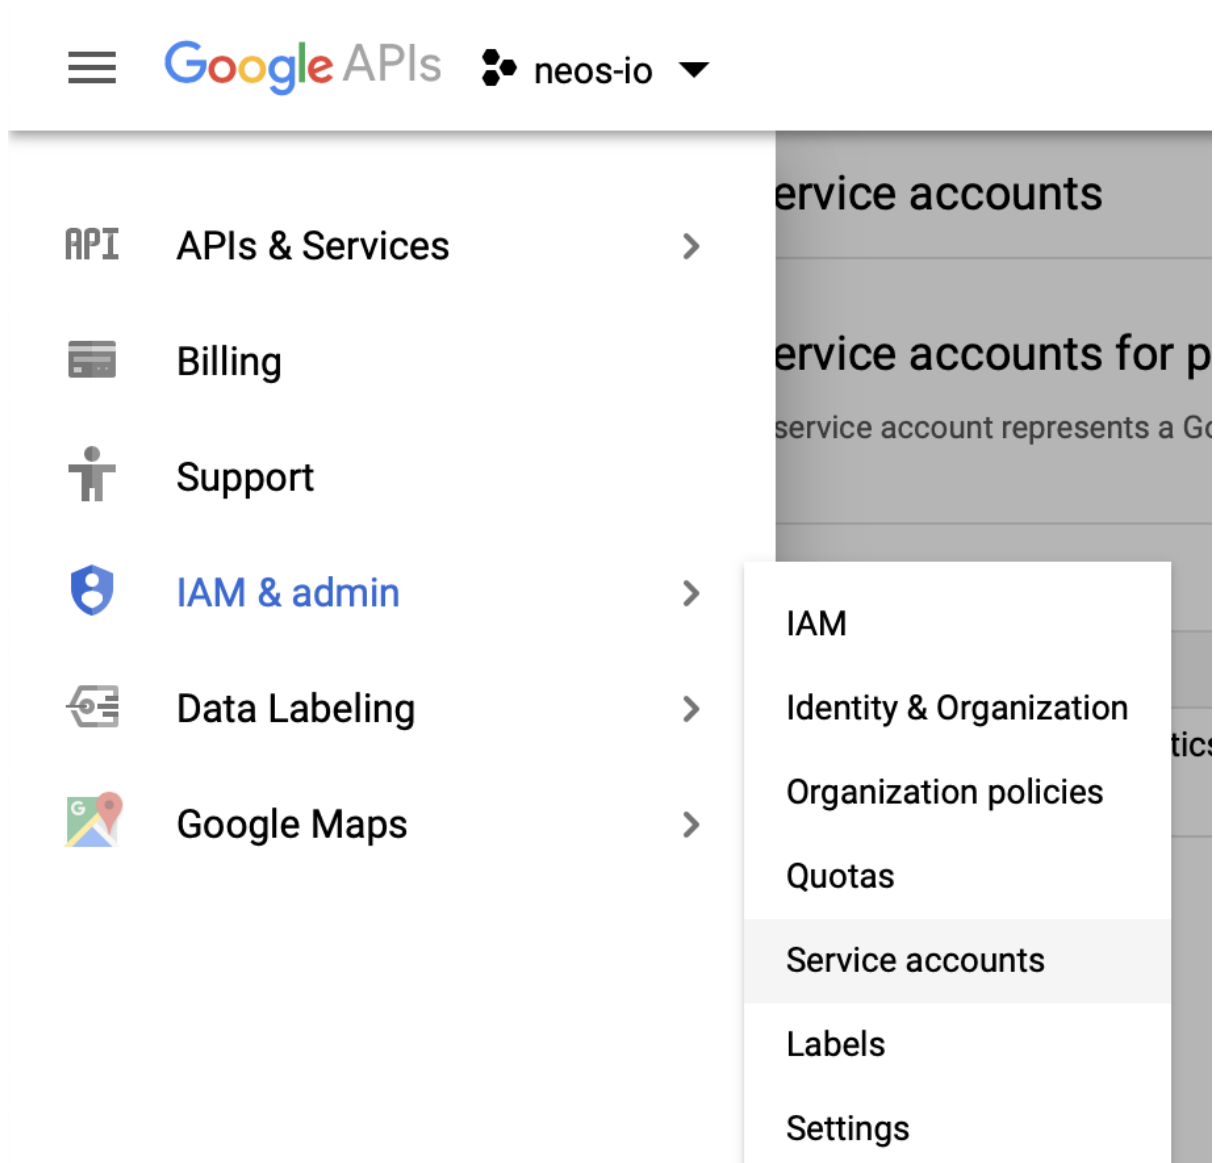 Google APIs neos-io
API APIs & Services
Billing
Support
IAM & admin
Data Labeling
G Google Maps
ervice accounts
ervice accounts for p
service account represents a Go
tics
IAM
Identity & Organization
Organization policies
Quotas
Service accounts
Labels
Settings